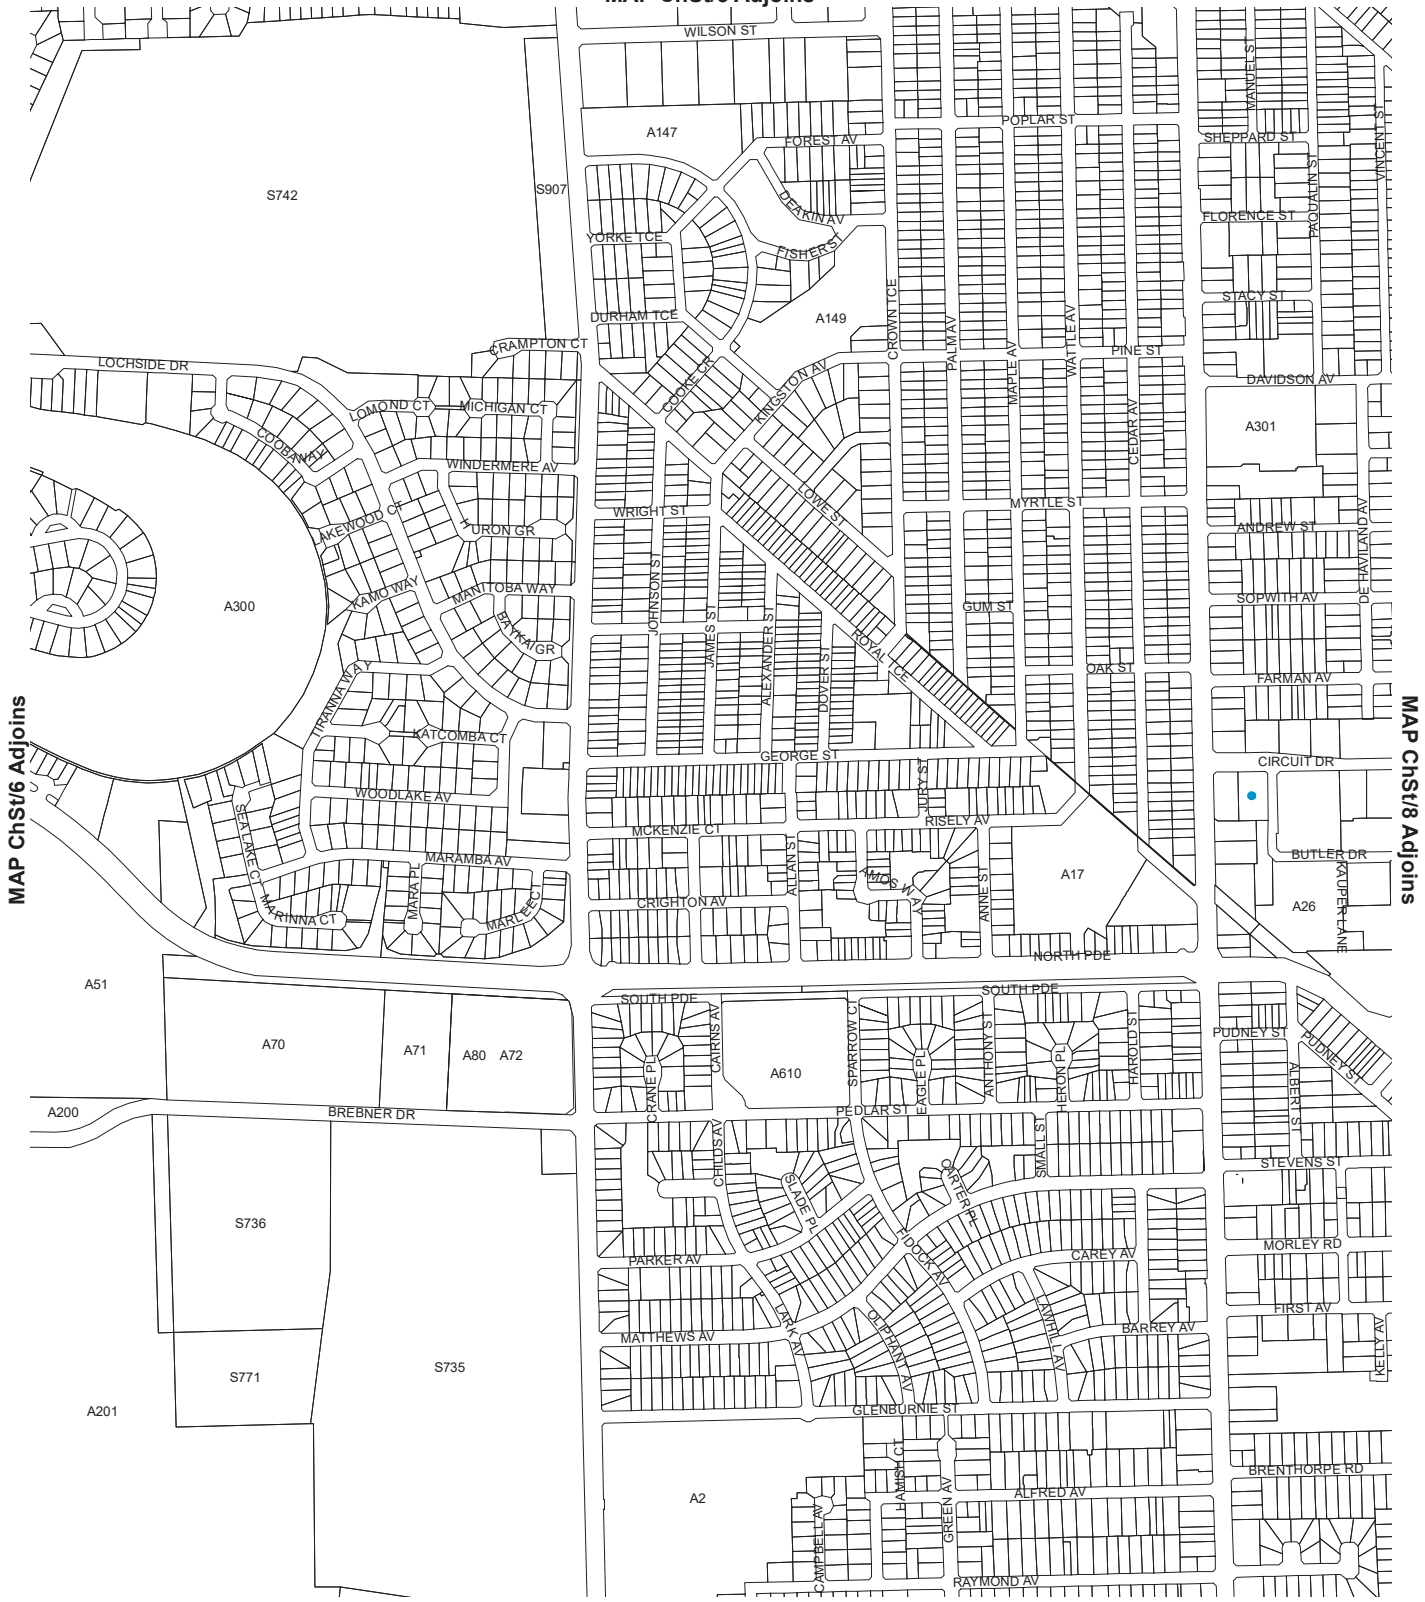 WILSON ST
MANUEL ST
A147
POPLAR ST
FOREST AV
SHEPPARD ST
VINCENT ST
S742
S907
DEAKIN AV
PAQUALIN ST
FLORENCE ST
YORKE TCE
FISHER ST
STACY ST
DURHAM TCE
A149
CROWN TCE
PALM AV
MAPLE AV
WATTLE AV
CRAMPTON CT
PINE ST
LOCHSIDE DR
COOKE CR
KINGSTON AV
DAVIDSON AV
LOMOND CT
MICHIGAN CT
CEDAR AV
A301
COOBA WAY
WINDERMERE AV
LOWE ST
MYRTLE ST
LAKEWOOD CT
HURON GR
WRIGHT ST
ANDREW ST
DE HAVILAND AV
KAMO WAY
MANITOBA WAY
JOHNSON ST
SOPWITH AV
A300
GUM ST
BAYKAI GR
JAMES ST
ALEXANDER ST
DOVER ST
ROYAL TCE
OAK ST
FARMAN AV
TIRANNA WAY
KATCOMBA CT
MAP ChSt/6 Adjoins
MAP ChSt/8 Adjoins
GEORGE ST
JURY ST
CIRCUIT DR
WOODLAKE AV
SEA LAKE CT
MCKENZIE CT
RISELY AV
MARAMBA AV
ALLAN ST
BUTLER DR
MARA PL
AMOS WAY
ANNE ST
A17
KAUPER LANE
MARINNA CT
MARLEE CT
CRIGHTON AV
A26
NORTH PDE
A51
SOUTH PDE
SOUTH PDE
A70
A71
A80
A72
CRANE PL
CAIRNS AV
A610
SPARROW CT
EAGLE PL
ANTHONY ST
HERON PL
HAROLD ST
PUDNEY ST
PUDNEY ST
ALBERT ST
A200
BREBNER DR
PEDLAR ST
CHILDS AV
SMALL ST
SLADE PL
CARTER PL
STEVENS ST
S736
FIDOCK AV
PARKER AV
CAREY AV
MORLEY RD
LARK AV
OLIPHANT AV
LAWHILL AV
FIRST AV
MATTHEWS AV
BARREY AV
KELLY AV
S771
S735
A201
GLENBURNIE ST
HAMISH CT
BRENTHORPE RD
A2
GREEN AV
ALFRED AV
CAMPBELL AV
RAYMOND AV